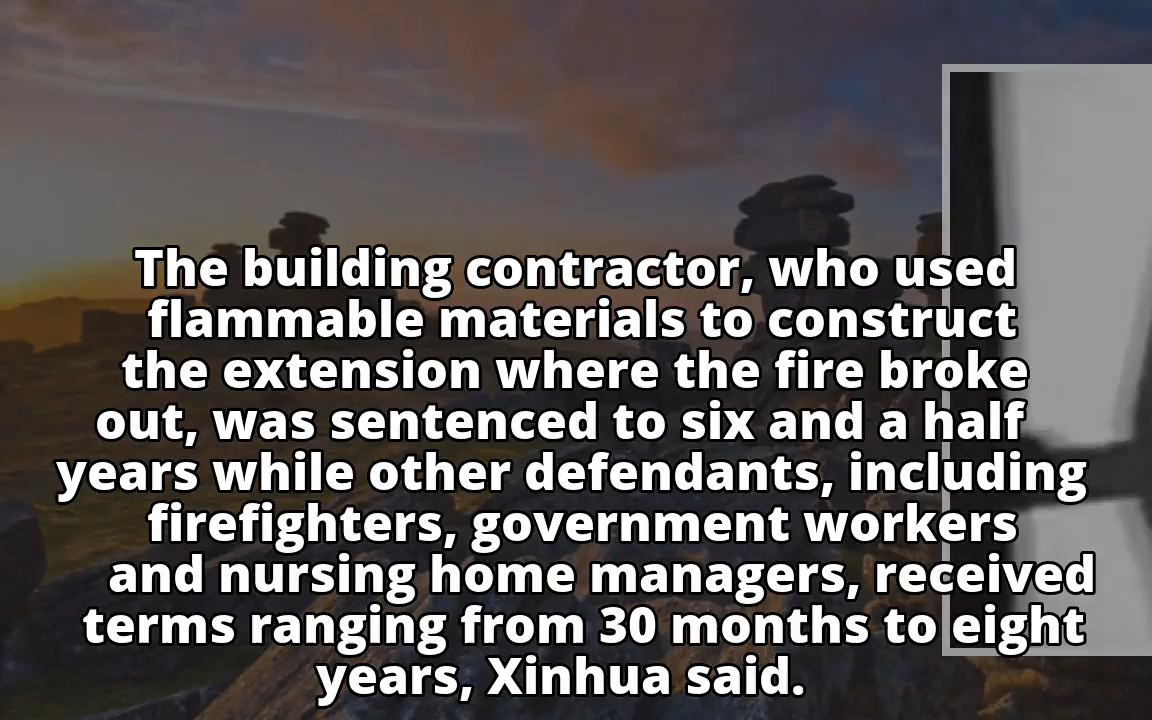 The building contractor, who used
flammable materials to construct
the extension where the fire broke
out, was sentenced to six and a half
years while other defendants, including
firefighters, government workers
and nursing home managers, received
terms ranging from 30 months to eight
years, Xinhua said.